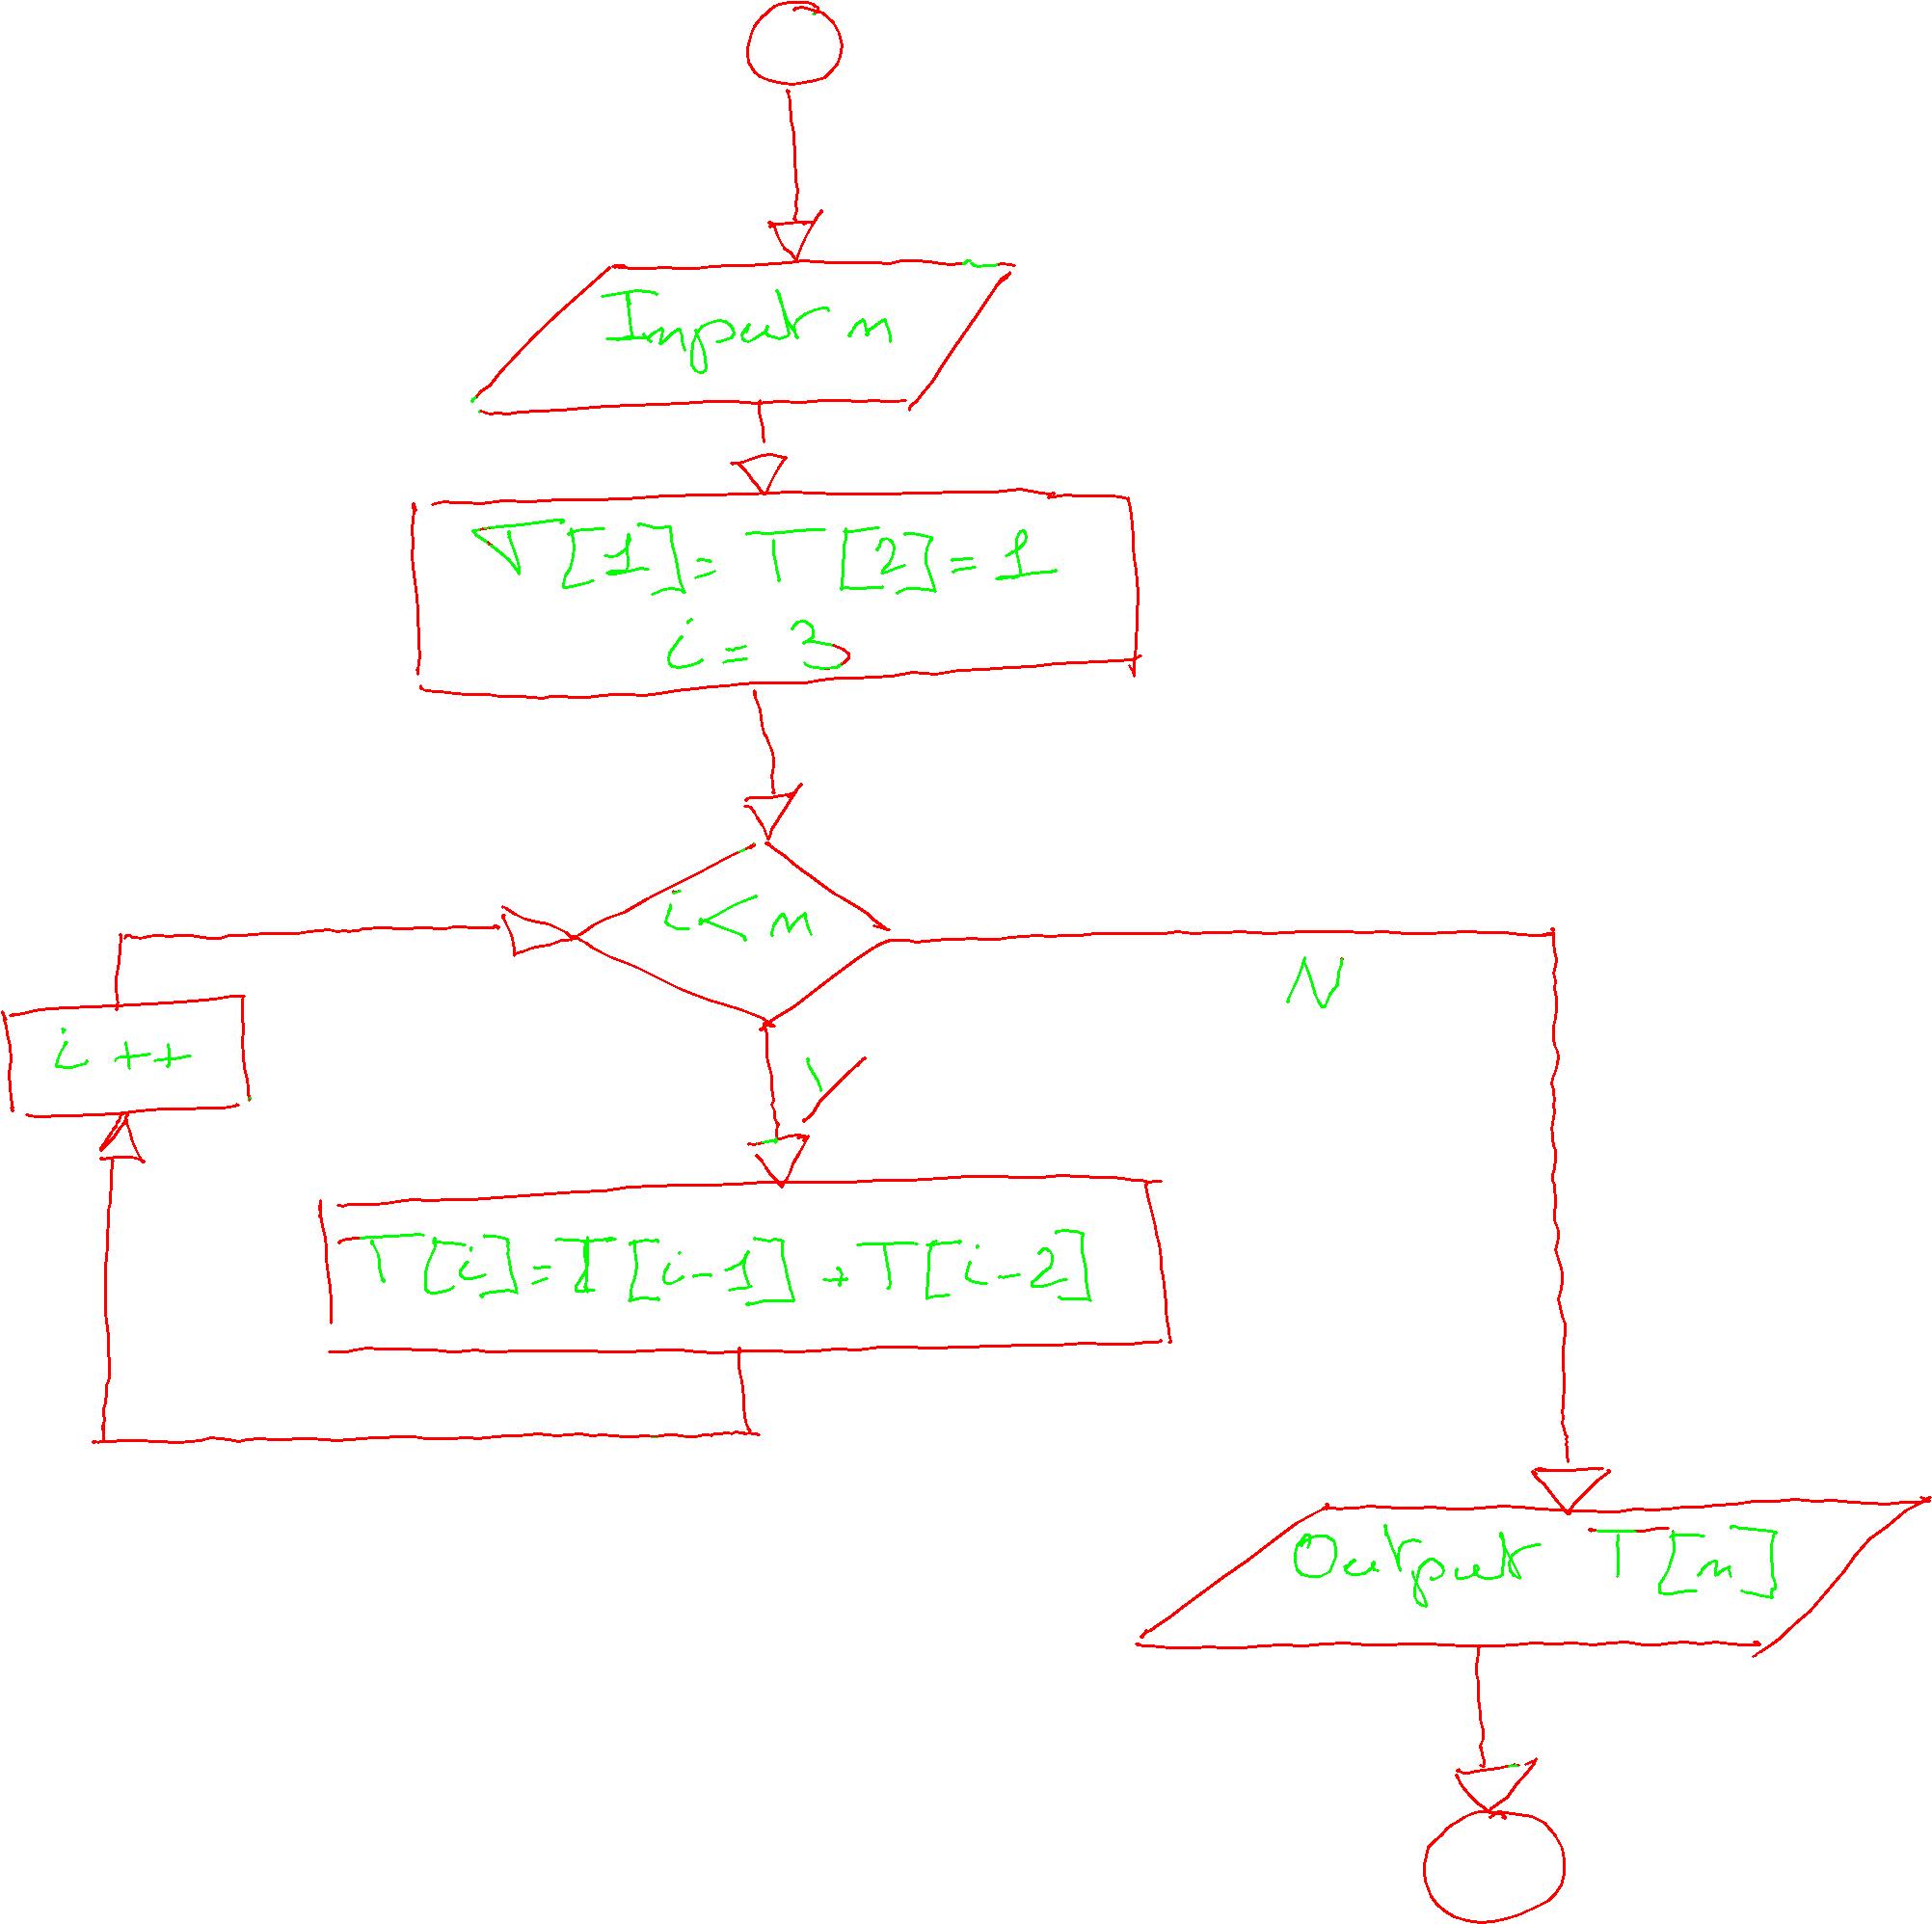 Input n
T[1]=T[2]=1
i=3
i<n
N
i++
Y
T[i]=T[i-1]+T[i-2]
Output T[n]